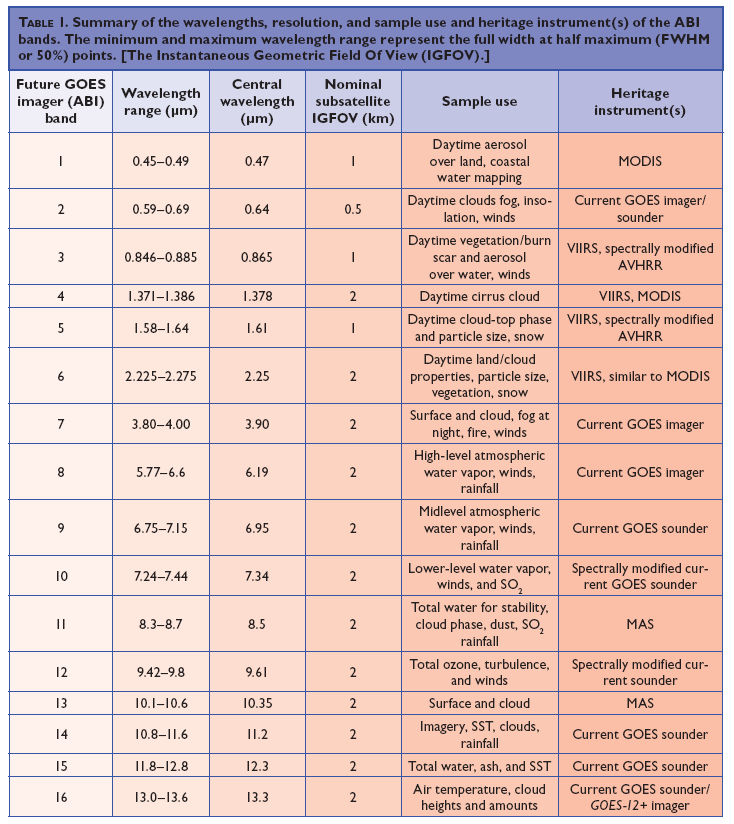 TABLE 1. Summary of the wavelengths, resolution, and sample use and heritage instrument(s) of the ABI
bands. The minimum and maximum wavelength range represent the full width at half maximum (FWHM
or 50%) points. [The Instantaneous Geometric Field Of View (IGFOV).]
Future GOES
imager (ABI)
band
Wavelength
range (μm)
Central
wavelength
(μm)
Nominal
subsatellite
IGFOV (km)
Sample use
Heritage
instrument(s)
1
0.45–0.49
0.47
1
Daytime aerosol
over land, coastal
water mapping
MODIS
2
0.59–0.69
0.64
0.5
Daytime clouds fog, inso-
lation, winds
Current GOES imager/
sounder
3
0.846–0.885
0.865
1
Daytime vegetation/burn
scar and aerosol
over water, winds
VIIRS, spectrally modified
AVHRR
4
1.371–1.386
1.378
2
Daytime cirrus cloud
VIIRS, MODIS
5
1.58–1.64
1.61
1
Daytime cloud-top phase
and particle size, snow
VIIRS, spectrally modified
AVHRR
6
2.225–2.275
2.25
2
Daytime land/cloud
properties, particle size,
vegetation, snow
VIIRS, similar to MODIS
7
3.80–4.00
3.90
2
Surface and cloud, fog at
night, fire, winds
Current GOES imager
8
5.77–6.6
6.19
2
High-level atmospheric
water vapor, winds,
rainfall
Current GOES imager
9
6.75–7.15
6.95
2
Midlevel atmospheric
water vapor, winds,
rainfall
Current GOES sounder
10
7.24–7.44
7.34
2
Lower-level water vapor,
winds, and SO₂
Spectrally modified cur-
rent GOES sounder
11
8.3–8.7
8.5
2
Total water for stability,
cloud phase, dust, SO₂
rainfall
MAS
12
9.42–9.8
9.61
2
Total ozone, turbulence,
and winds
Spectrally modified cur-
rent sounder
13
10.1–10.6
10.35
2
Surface and cloud
MAS
14
10.8–11.6
11.2
2
Imagery, SST, clouds,
rainfall
Current GOES sounder
15
11.8–12.8
12.3
2
Total water, ash, and SST
Current GOES sounder
16
13.0–13.6
13.3
2
Air temperature, cloud
heights and amounts
Current GOES sounder/
GOES-12+ imager